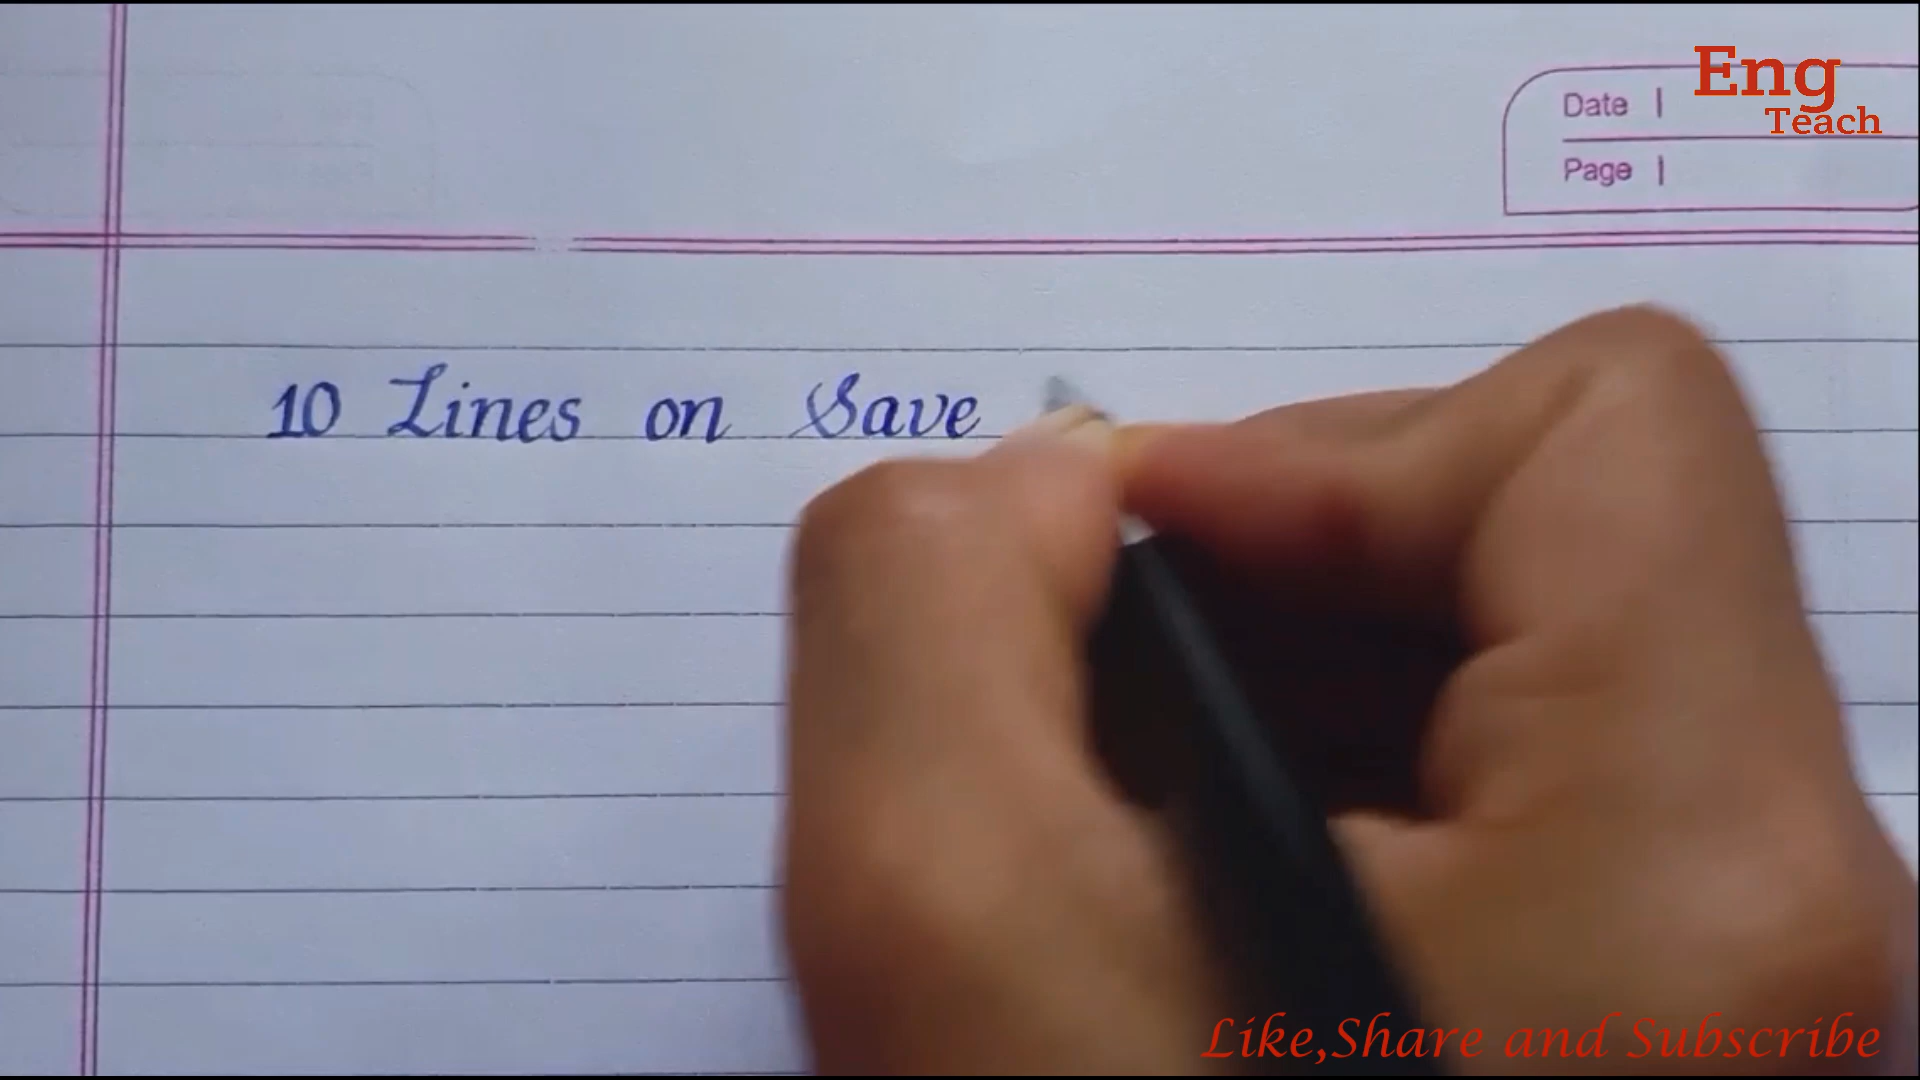 Eng
Teach
Date |
Page |
10 Lines on Save
Like,Share and Subscribe